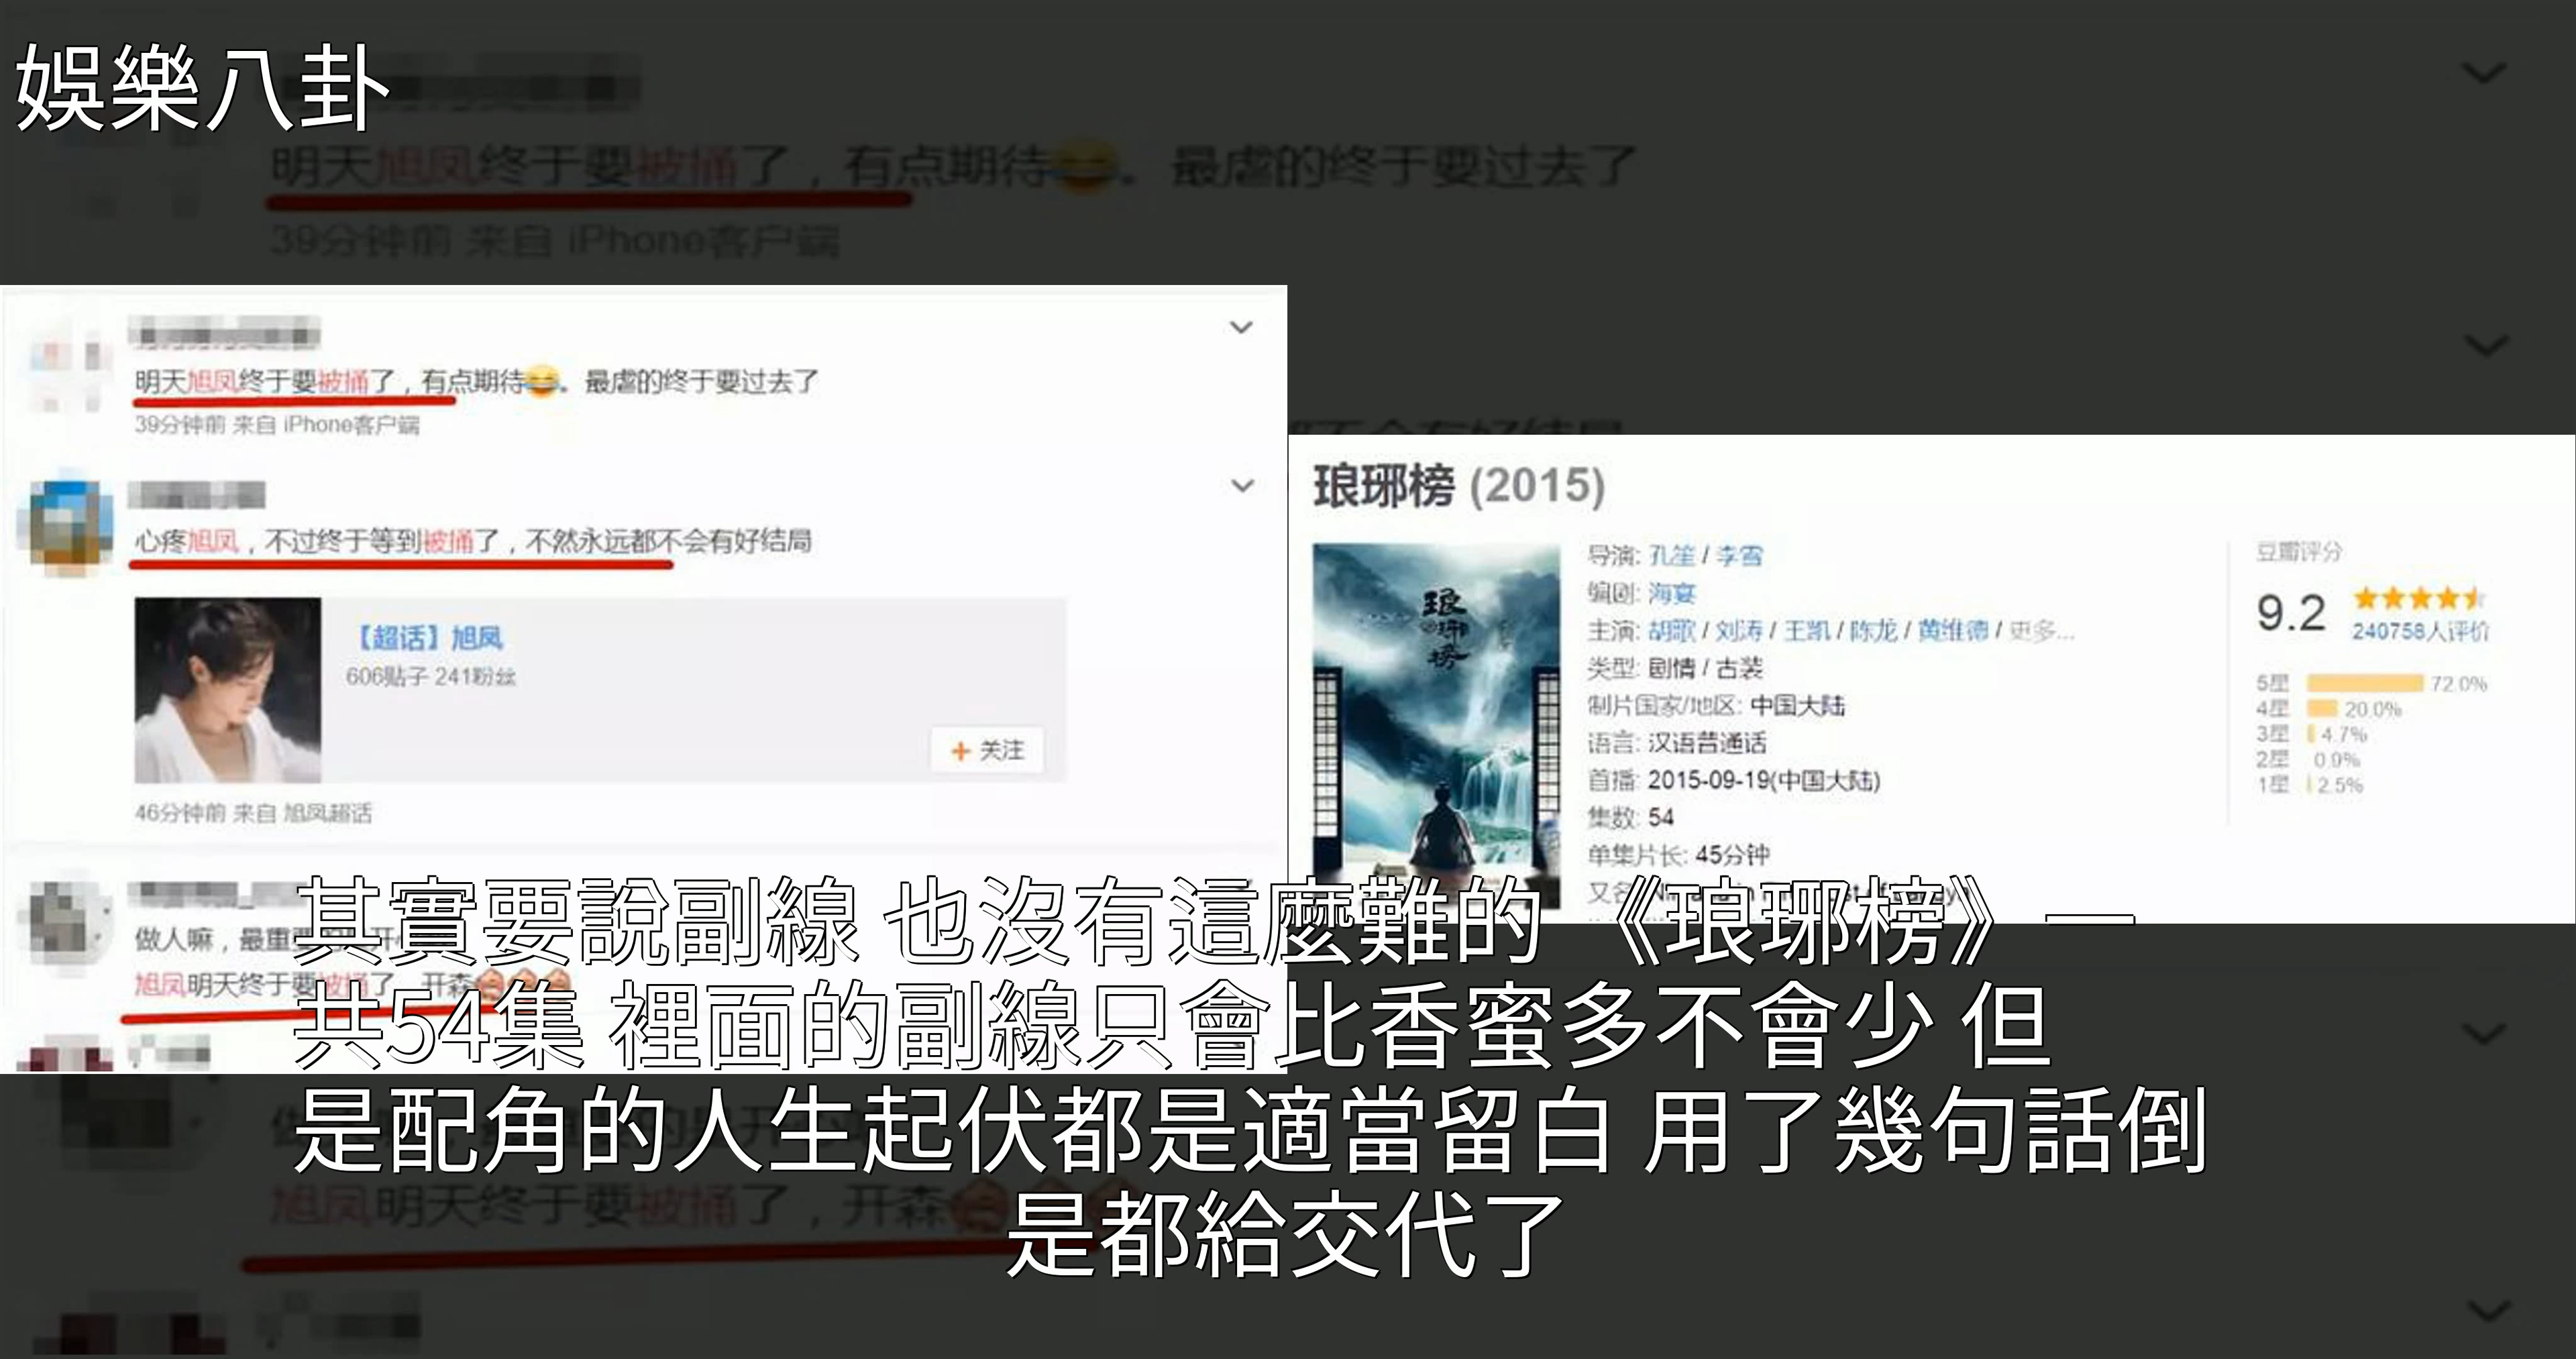 娛樂八卦
明天旭凤终于要被捅了，有点期待😂。最虐的终于要过去了
39分钟前 来自 iPhone客户端
明天旭凤终于要被捅了，有点期待😂。最虐的终于要过去了
39分钟前 来自 iPhone客户端
心疼旭凤，不过终于等到被捅了，不然永远都不会有好结局
【超话】旭凤
606贴子 241粉丝
+ 关注
46分钟前 来自 旭凤超话
做人嘛，最重要
旭凤明天终于要被捅了，开森
琅琊榜 (2015)
导演: 孔笙 / 李雪
编剧: 海宴
主演: 胡歌 / 刘涛 / 王凯 / 陈龙 / 黄维德 / 更多...
类型: 剧情 / 古装
制片国家/地区: 中国大陆
语言: 汉语普通话
首播: 2015-09-19(中国大陆)
集数: 54
单集片长: 45分钟
又名
琅琊榜
豆瓣评分
9.2
240758人评价
5星 72.0%
4星 20.0%
3星 4.7%
2星 0.9%
1星 2.5%
其實要說副線 也沒有這麼難的 《琅琊榜》一
共54集 裡面的副線只會比香蜜多不會少 但
是配角的人生起伏都是適當留白 用了幾句話倒
是都給交代了
旭凤明天终于要被捅了，开森